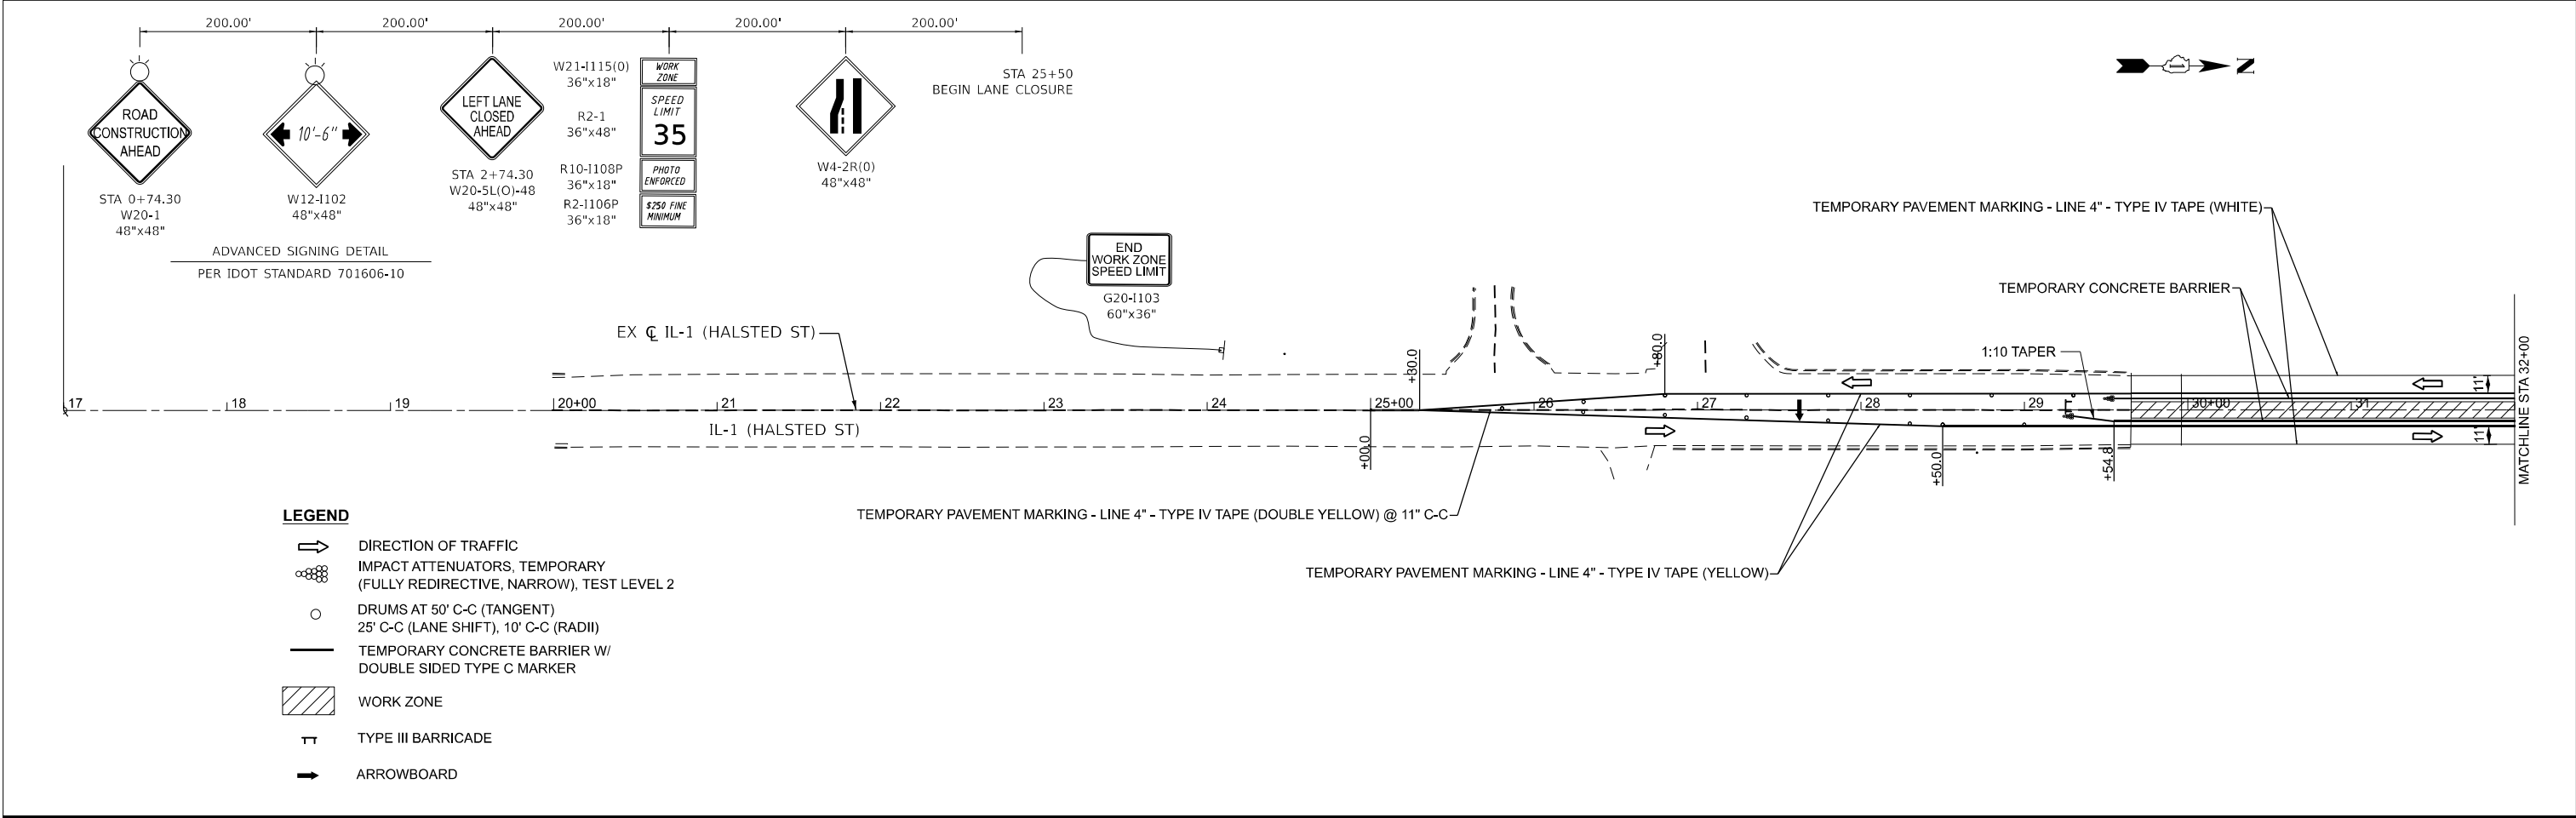 200.00'
200.00'
200.00'
200.00'
200.00'
ROAD
CONSTRUCTION
AHEAD
STA 0+74.30
W20-1
48"x48"
10'-6"
W12-I102
48"x48"
LEFT LANE
CLOSED
AHEAD
STA 2+74.30
W20-5L(O)-48
48"x48"
W21-I115(0)
36"x18"
R2-1
36"x48"
R10-I108P
36"x18"
R2-I106P
36"x18"
WORK
ZONE
SPEED
LIMIT
35
PHOTO
ENFORCED
$250 FINE
MINIMUM
W4-2R(0)
48"x48"
STA 25+50
BEGIN LANE CLOSURE
N
ADVANCED SIGNING DETAIL
PER IDOT STANDARD 701606-10
END
WORK ZONE
SPEED LIMIT
G20-I103
60"x36"
TEMPORARY PAVEMENT MARKING - LINE 4" - TYPE IV TAPE (WHITE)
TEMPORARY CONCRETE BARRIER
EX ℄ IL-1 (HALSTED ST)
1:10 TAPER
+30.0
+80.0
11'
17
18
19
20+00
21
22
23
24
25+00
26
27
28
29
30+00
31
MATCHLINE STA 32+00
IL-1 (HALSTED ST)
11'
+00.0
+50.0
+54.8
TEMPORARY PAVEMENT MARKING - LINE 4" - TYPE IV TAPE (DOUBLE YELLOW) @ 11" C-C
TEMPORARY PAVEMENT MARKING - LINE 4" - TYPE IV TAPE (YELLOW)
LEGEND
DIRECTION OF TRAFFIC
IMPACT ATTENUATORS, TEMPORARY
(FULLY REDIRECTIVE, NARROW), TEST LEVEL 2
DRUMS AT 50' C-C (TANGENT)
25' C-C (LANE SHIFT), 10' C-C (RADII)
TEMPORARY CONCRETE BARRIER W/
DOUBLE SIDED TYPE C MARKER
WORK ZONE
TYPE III BARRICADE
ARROWBOARD